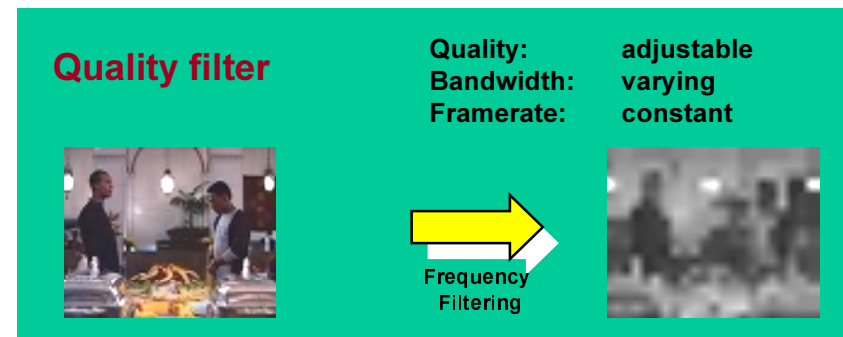 Quality filter
Quality: adjustable
Bandwidth: varying
Framerate: constant
Frequency
Filtering